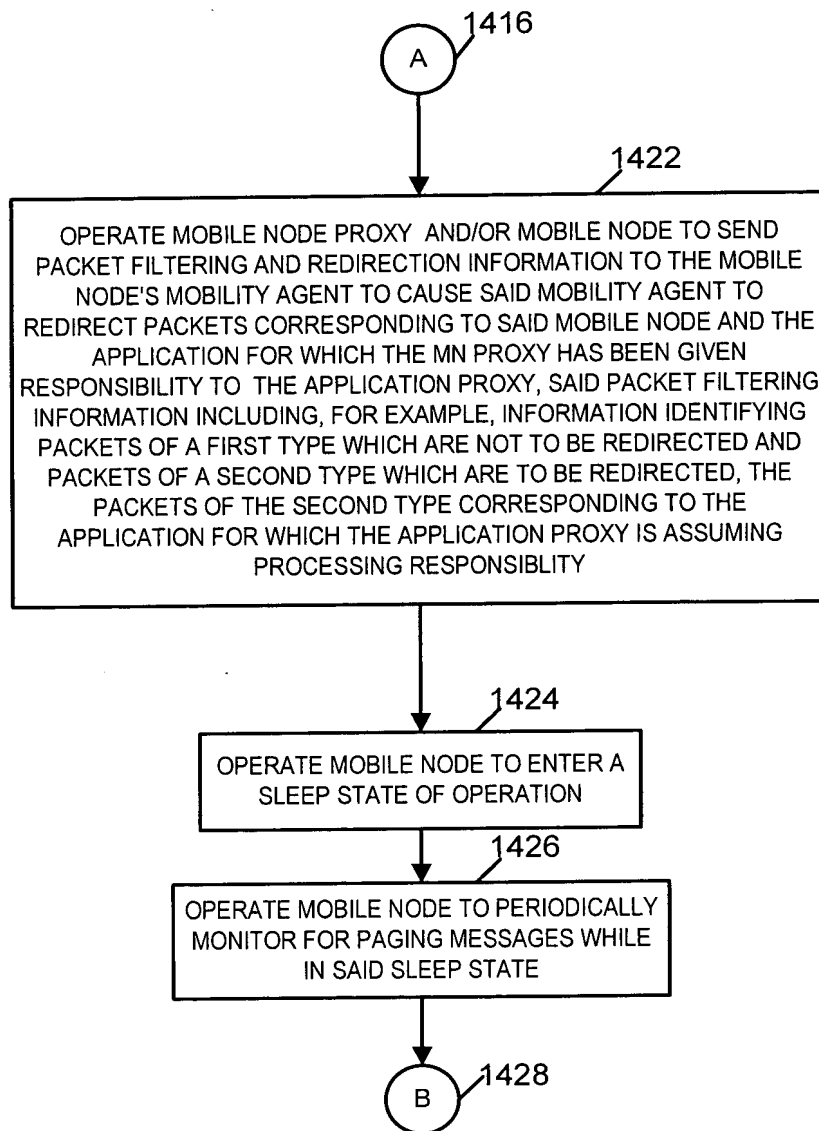 1416
A
1422
OPERATE MOBILE NODE PROXY AND/OR MOBILE NODE TO SEND
PACKET FILTERING AND REDIRECTION INFORMATION TO THE MOBILE
NODE'S MOBILITY AGENT TO CAUSE SAID MOBILITY AGENT TO
REDIRECT PACKETS CORRESPONDING TO SAID MOBILE NODE AND THE
APPLICATION FOR WHICH THE MN PROXY HAS BEEN GIVEN
RESPONSIBILITY TO THE APPLICATION PROXY, SAID PACKET FILTERING
INFORMATION INCLUDING, FOR EXAMPLE, INFORMATION IDENTIFYING
PACKETS OF A FIRST TYPE WHICH ARE NOT TO BE REDIRECTED AND
PACKETS OF A SECOND TYPE WHICH ARE TO BE REDIRECTED, THE
PACKETS OF THE SECOND TYPE CORRESPONDING TO THE
APPLICATION FOR WHICH THE APPLICATION PROXY IS ASSUMING
PROCESSING RESPONSIBLITY
1424
OPERATE MOBILE NODE TO ENTER A
SLEEP STATE OF OPERATION
1426
OPERATE MOBILE NODE TO PERIODICALLY
MONITOR FOR PAGING MESSAGES WHILE
IN SAID SLEEP STATE
B
1428